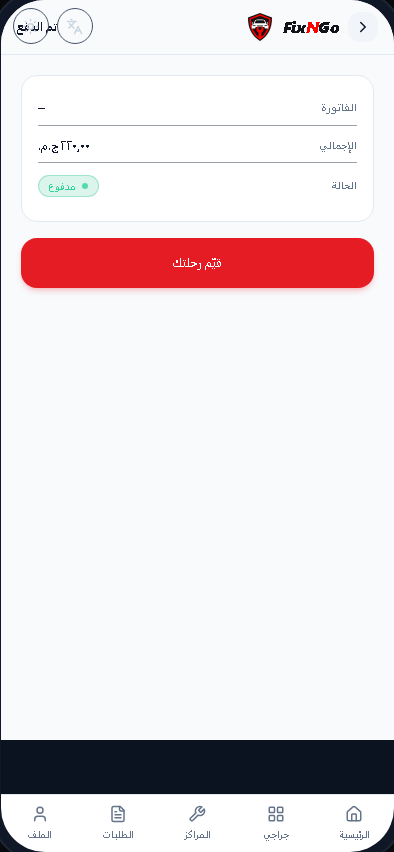 FixNGo
تم الدفع
الفاتورة
—
الإجمالي
٢٢٠٫٠٠ ج.م.
الحالة
مدفوع
قيّم رحلتك
الرئيسية
جراجي
المراكز
الطلبات
الملف